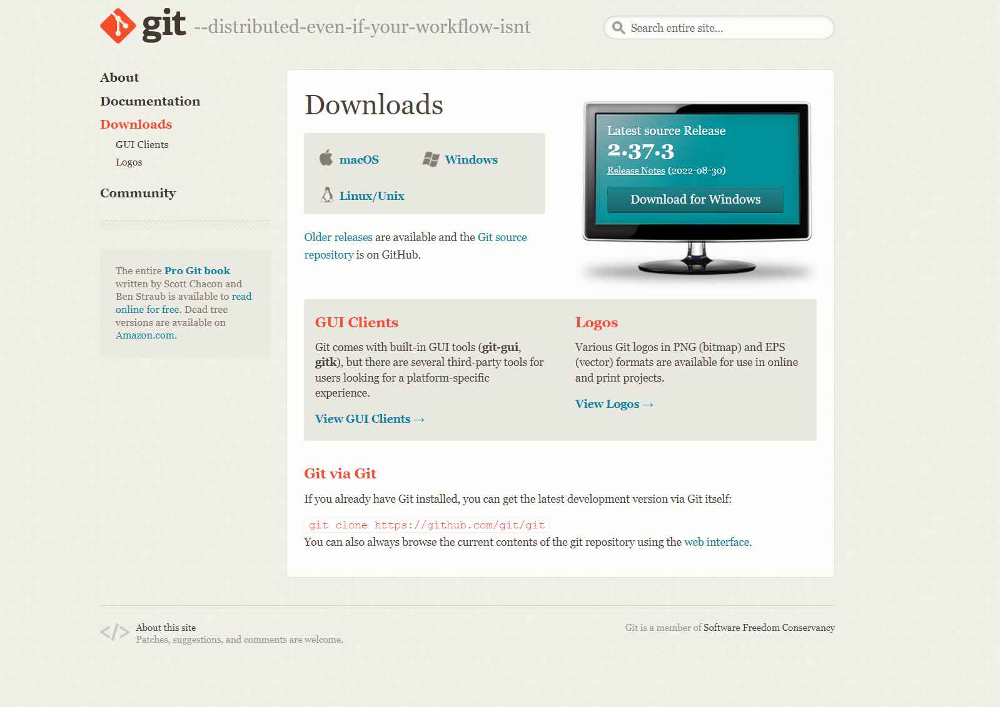 git --distributed-even-if-your-workflow-isnt
Search entire site...
About
Documentation
Downloads
GUI Clients
Logos
Community
The entire Pro Git book
written by Scott Chacon and
Ben Straub is available to read
online for free. Dead tree
versions are available on
Amazon.com.
Downloads
macOS
Windows
Linux/Unix
Older releases are available and the Git source
repository is on GitHub.
Latest source Release
2.37.3
Release Notes (2022-08-30)
Download for Windows
GUI Clients
Git comes with built-in GUI tools (git-gui,
gitk), but there are several third-party tools for
users looking for a platform-specific
experience.
View GUI Clients →
Logos
Various Git logos in PNG (bitmap) and EPS
(vector) formats are available for use in online
and print projects.
View Logos →
Git via Git
If you already have Git installed, you can get the latest development version via Git itself:
git clone https://github.com/git/git
You can also always browse the current contents of the git repository using the web interface.
</> About this site
Patches, suggestions, and comments are welcome.
Git is a member of Software Freedom Conservancy